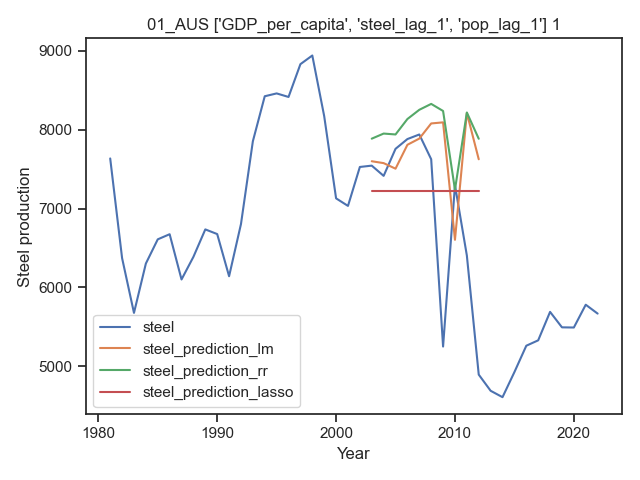 01_AUS ['GDP_per_capita', 'steel_lag_1', 'pop_lag_1'] 1
9000
8000
7000
6000
5000
Steel production
steel
steel_prediction_lm
steel_prediction_rr
steel_prediction_lasso
1980
1990
2000
2010
2020
Year